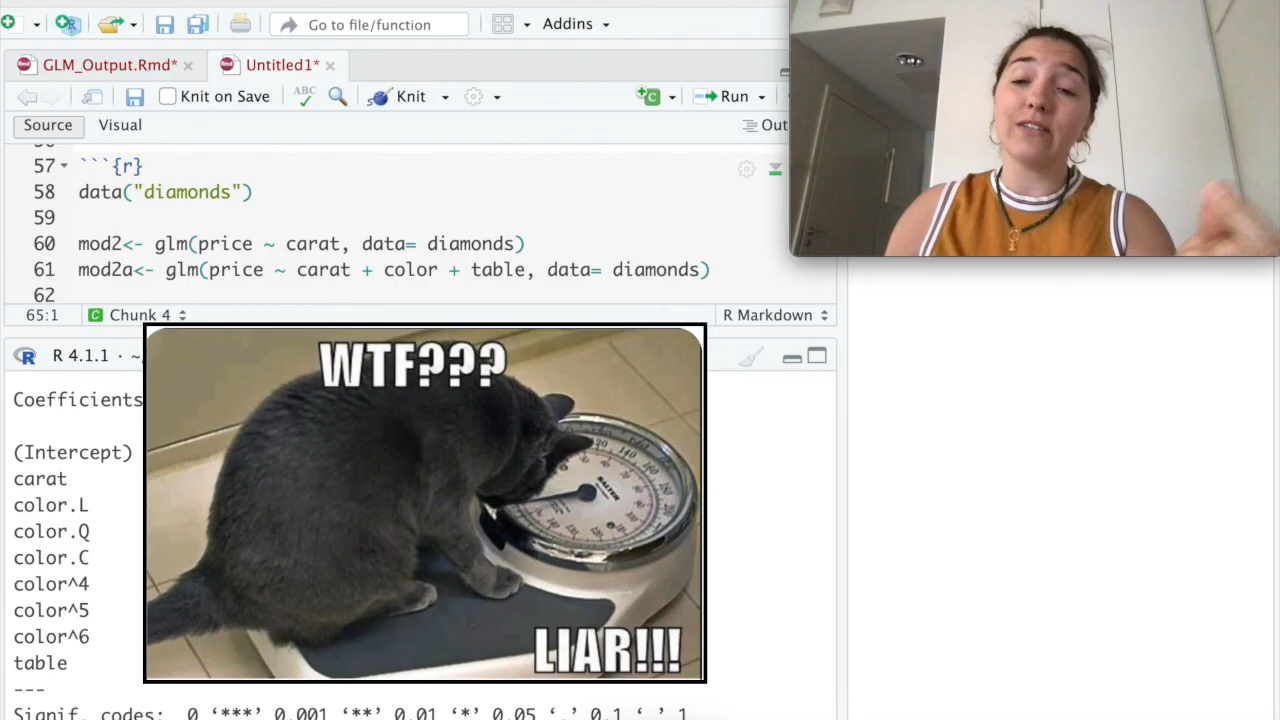 Go to file/function
Addins
GLM_Output.Rmd*
Untitled1*
Knit on Save
ABC
Knit
Run
Source
Visual
Out
57 ```{r}
58 data("diamonds")
59
60 mod2<- glm(price ~ carat, data= diamonds)
61 mod2a<- glm(price ~ carat + color + table, data= diamonds)
62
65:1
Chunk 4
R Markdown
R 4.1.1 · ~
Coefficients
(Intercept)
carat
color.L
color.Q
color.C
color^4
color^5
color^6
table
---
Signif. codes: 0 ‘***’ 0.001 ‘**’ 0.01 ‘*’ 0.05 ‘.’ 0.1 ‘ ’ 1
WTF???
SALTER
LIAR!!!